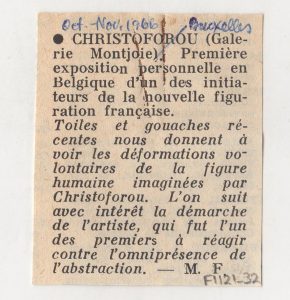 Oct-Nov. 1966 Bruxelles
● CHRISTOFOROU (Gale-
rie Montjoie). Première
exposition personnelle en
Belgique d'un des initia-
teurs de la nouvelle figu-
ration française.
Toiles et gouaches ré-
centes nous donnent à
voir les déformations vo-
lontaires de la figure
humaine imaginées par
Christoforou. L'on suit
avec intérêt la démarche
de l'artiste, qui fut l'un
des premiers à réagir
contre l'omniprésence de
l'abstraction. — M. F.
F1121-32